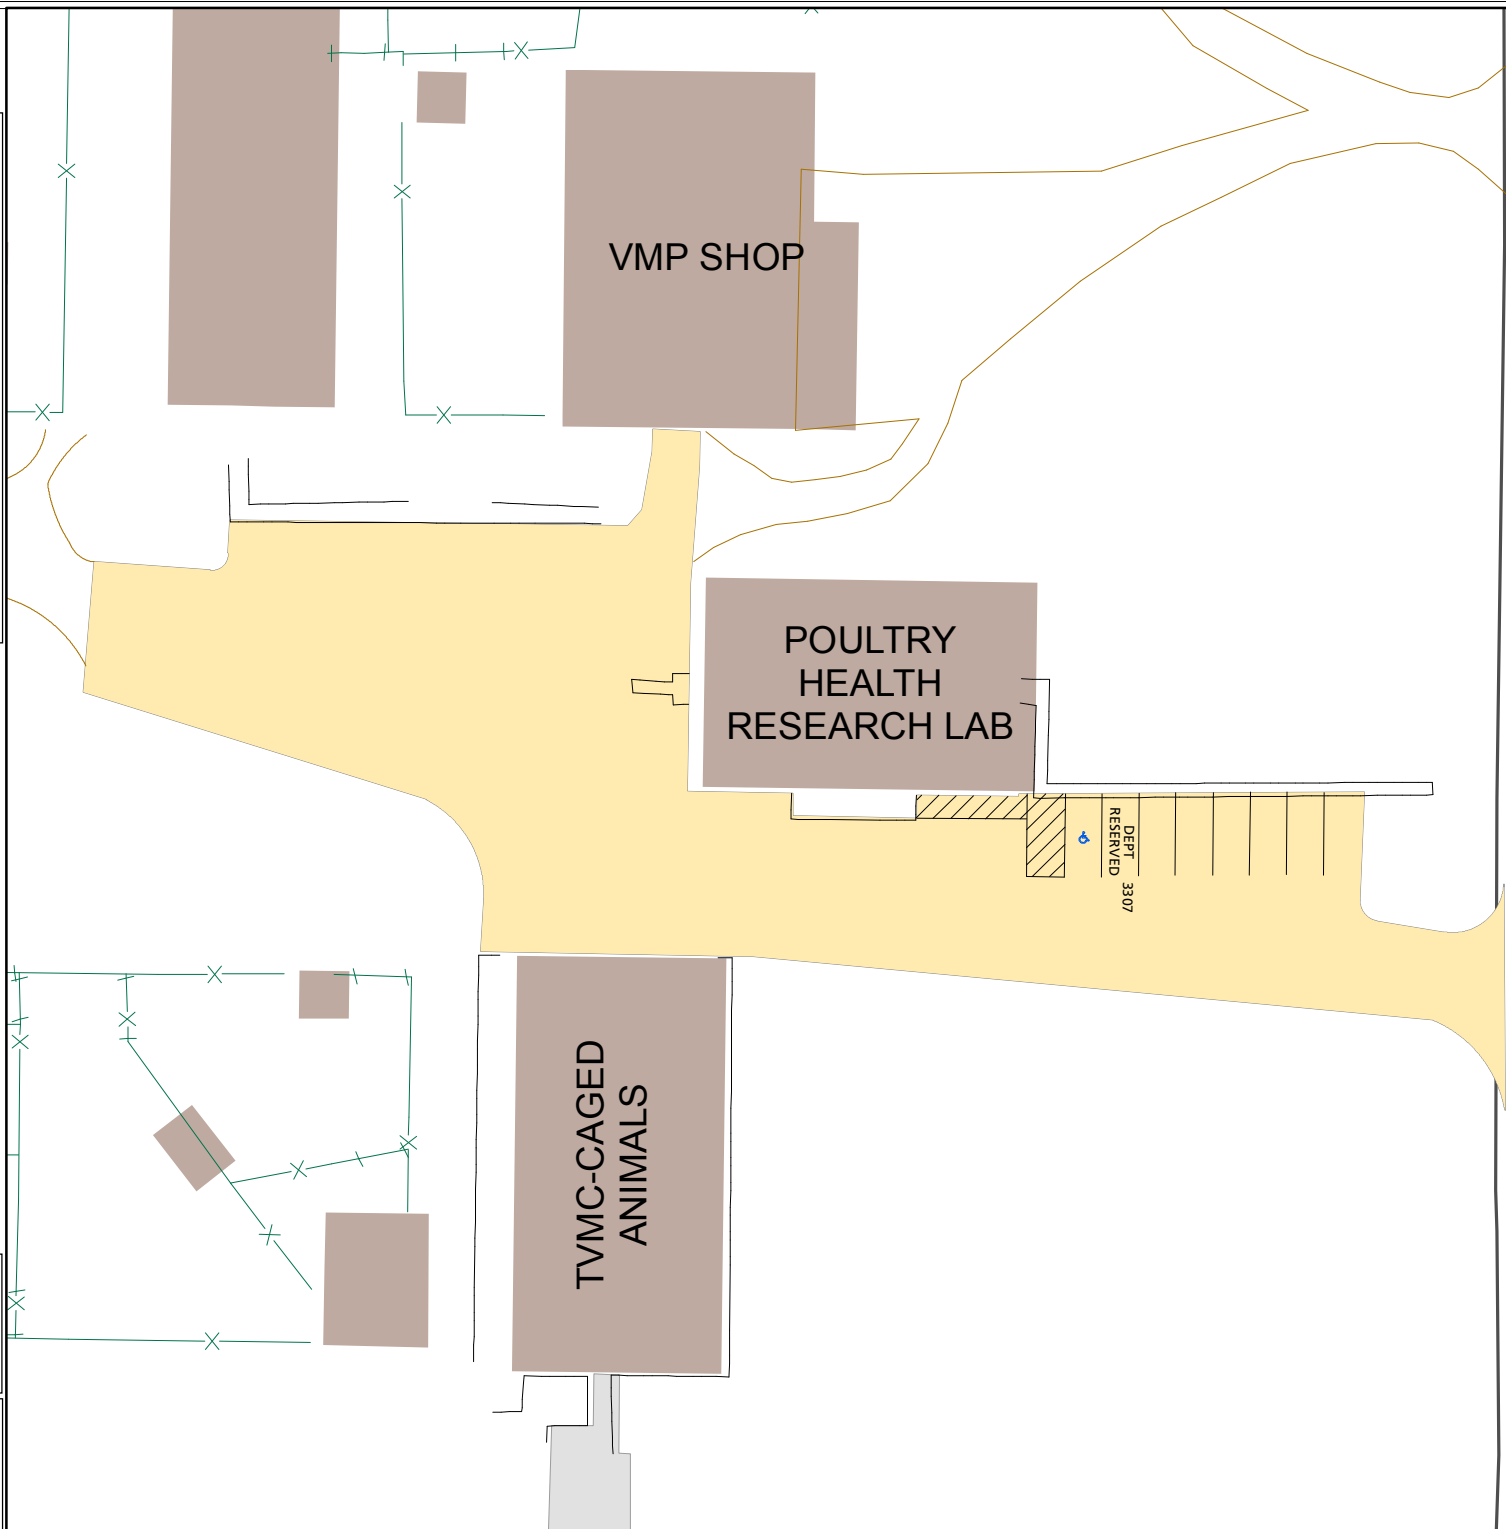 VMP SHOP
POULTRY
HEALTH
RESEARCH LAB
DEPT
RESERVED
3307
TVMC-CAGED
ANIMALS